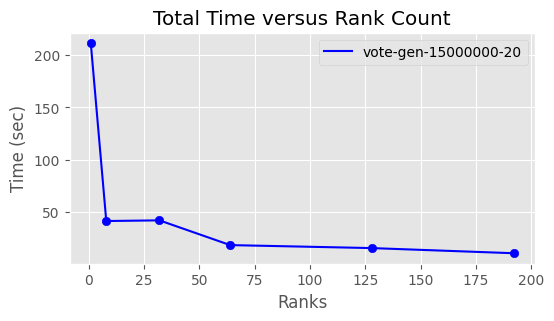 Total Time versus Rank Count
vote-gen-15000000-20
Time (sec)
200
150
100
50
0 25 50 75 100 125 150 175 200
Ranks